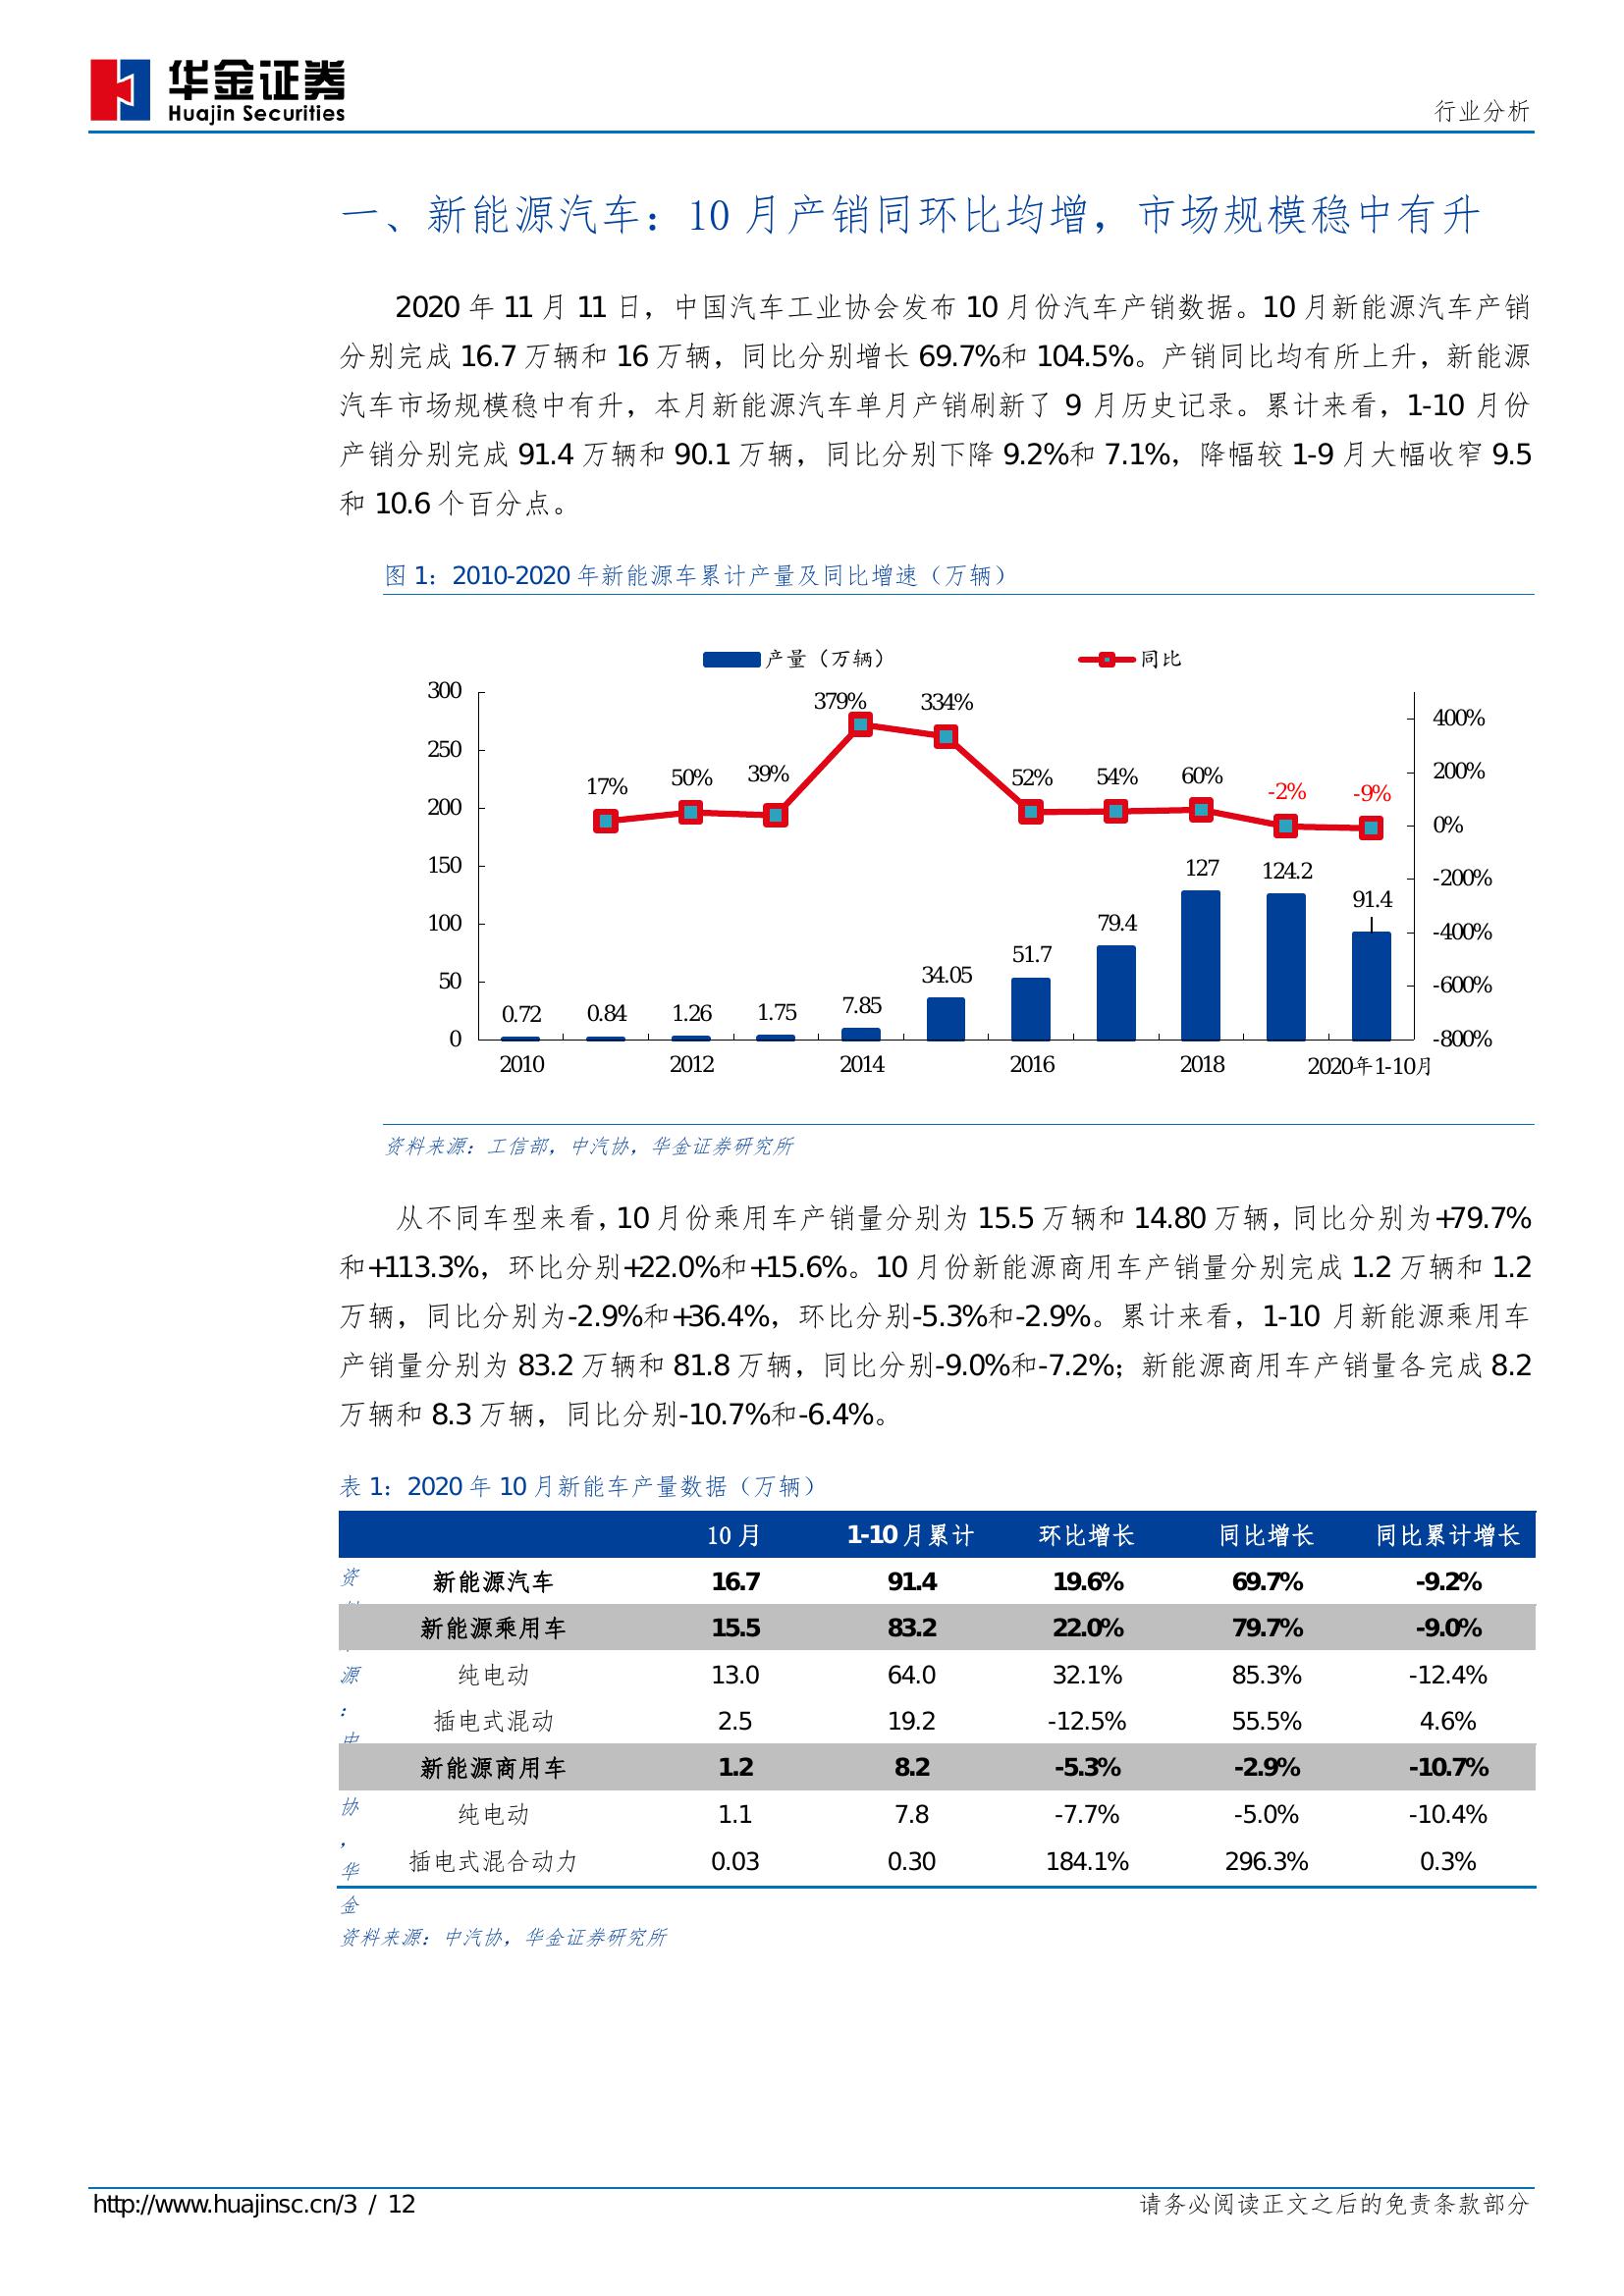 华金证券
Huajin Securities
行业分析
一、新能源汽车：10 月产销同环比均增，市场规模稳中有升
2020 年 11 月 11 日，中国汽车工业协会发布 10 月份汽车产销数据。10 月新能源汽车产销
分别完成 16.7 万辆和 16 万辆，同比分别增长 69.7%和 104.5%。产销同比均有所上升，新能源
汽车市场规模稳中有升，本月新能源汽车单月产销刷新了 9 月历史记录。累计来看，1-10 月份
产销分别完成 91.4 万辆和 90.1 万辆，同比分别下降 9.2%和 7.1%，降幅较 1-9 月大幅收窄 9.5
和 10.6 个百分点。
图 1：2010-2020 年新能源车累计产量及同比增速（万辆）
产量（万辆） 同比
300 250 200 150 100 50 0
400% 200% 0% -200% -400% -600% -800%
17% 50% 39% 379% 334% 52% 54% 60% -2% -9%
0.72 0.84 1.26 1.75 7.85 34.05 51.7 79.4 127 124.2 91.4
2010 2012 2014 2016 2018 2020年1-10月
资料来源：工信部，中汽协，华金证券研究所
从不同车型来看，10 月份乘用车产销量分别为 15.5 万辆和 14.80 万辆，同比分别为+79.7%
和+113.3%，环比分别+22.0%和+15.6%。10 月份新能源商用车产销量分别完成 1.2 万辆和 1.2
万辆，同比分别为-2.9%和+36.4%，环比分别-5.3%和-2.9%。累计来看，1-10 月新能源乘用车
产销量分别为 83.2 万辆和 81.8 万辆，同比分别-9.0%和-7.2%；新能源商用车产销量各完成 8.2
万辆和 8.3 万辆，同比分别-10.7%和-6.4%。
表 1：2020 年 10 月新能车产量数据（万辆）
10 月 1-10 月累计 环比增长 同比增长 同比累计增长
资 新能源汽车 16.7 91.4 19.6% 69.7% -9.2%
新能源乘用车 15.5 83.2 22.0% 79.7% -9.0%
源 纯电动 13.0 64.0 32.1% 85.3% -12.4%
： 插电式混动 2.5 19.2 -12.5% 55.5% 4.6%
新能源商用车 1.2 8.2 -5.3% -2.9% -10.7%
协 纯电动 1.1 7.8 -7.7% -5.0% -10.4%
，
华 插电式混合动力 0.03 0.30 184.1% 296.3% 0.3%
金
资料来源：中汽协，华金证券研究所
http://www.huajinsc.cn/3 / 12
请务必阅读正文之后的免责条款部分